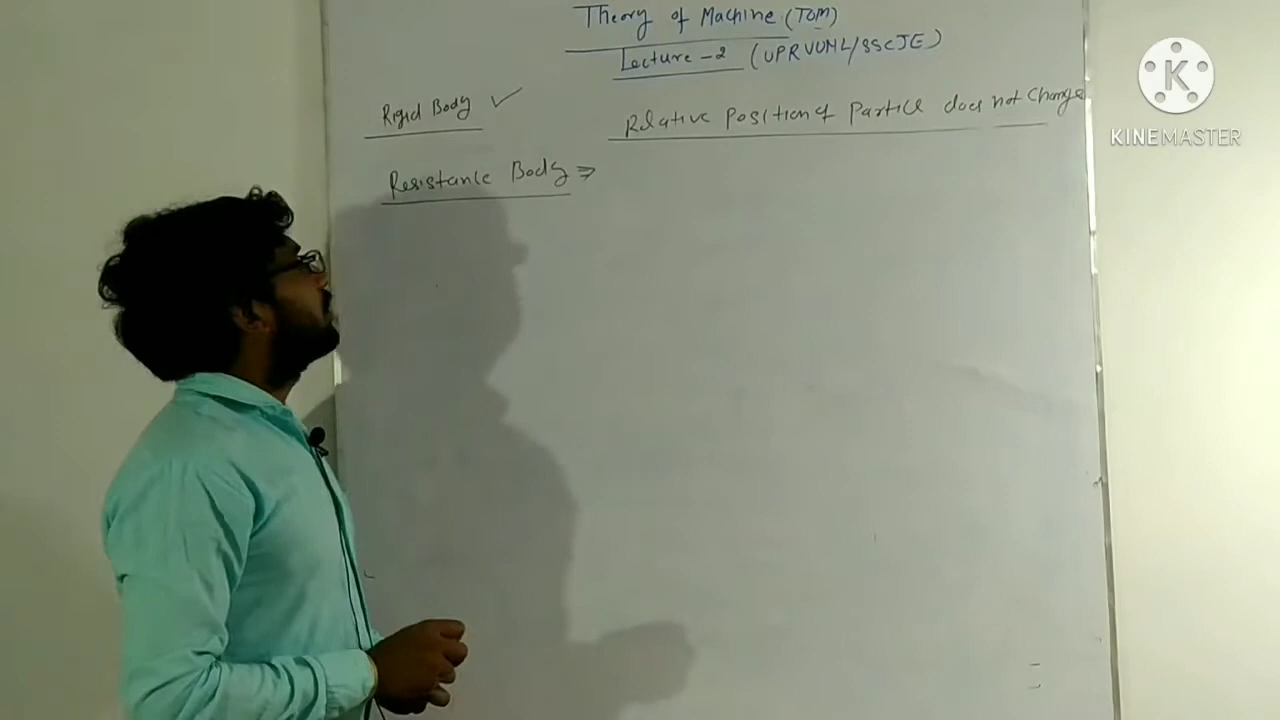 Theory of Machine (TOM)
Lecture-2 (UPRVUNL/SSCJE)
Rigid Body ✓ Relative Position of Particle does not Change
Resistance Body ⇒
K
KINEMASTER